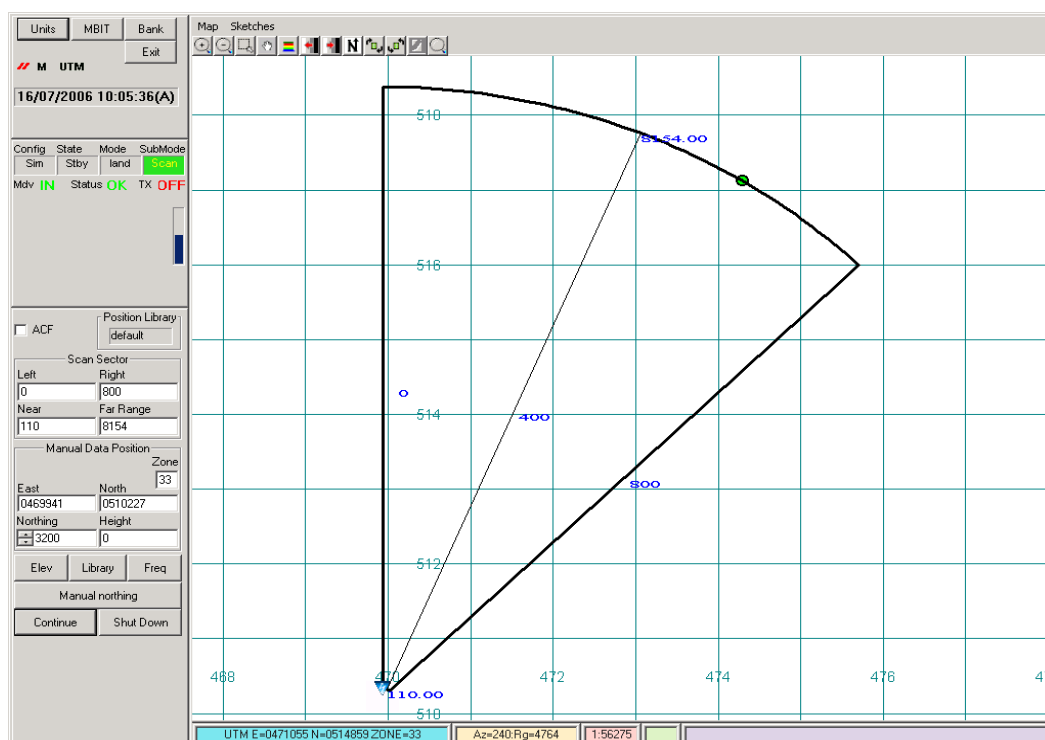 Units MBIT Bank
Exit
M UTM
16/07/2006 10:05:36(A)
Config State Mode SubMode
Sim Stby land Scan
Mdv IN Status OK TX OFF
ACF
Position Library
default
Scan Sector
Left Right
0 800
Near Far Range
110 8154
Manual Data Position
Zone
33
East North
0469941 0510227
Northing Height
3200 0
Elev Library Freq
Manual northing
Continue Shut Down
Map Sketches
N
510
8154.00
516
0
514
400
800
512
468 470 472 474 476 4
110.00
510
UTM E=0471055 N=0514859 ZONE=33 Az=240:Rg=4764 1:56275